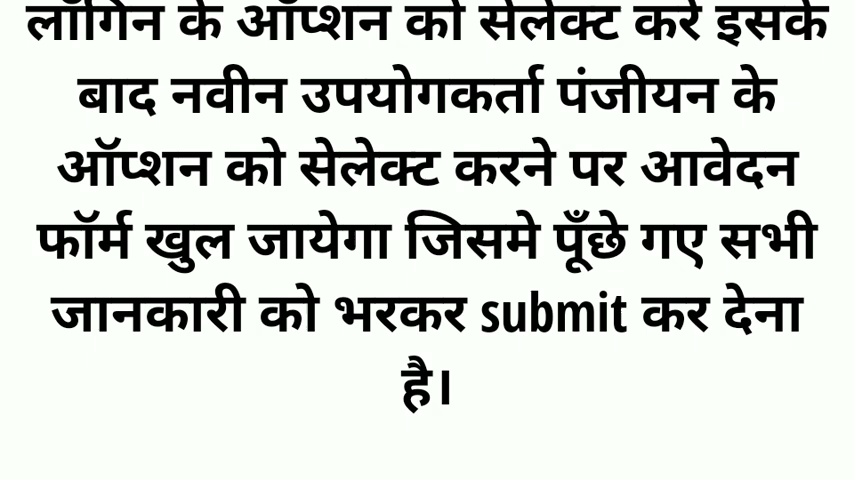 लॉगिन के ऑप्शन को सेलेक्ट करे इसके
बाद नवीन उपयोगकर्ता पंजीयन के
ऑप्शन को सेलेक्ट करने पर आवेदन
फॉर्म खुल जायेगा जिसमे पूँछे गए सभी
जानकारी को भरकर submit कर देना
है।